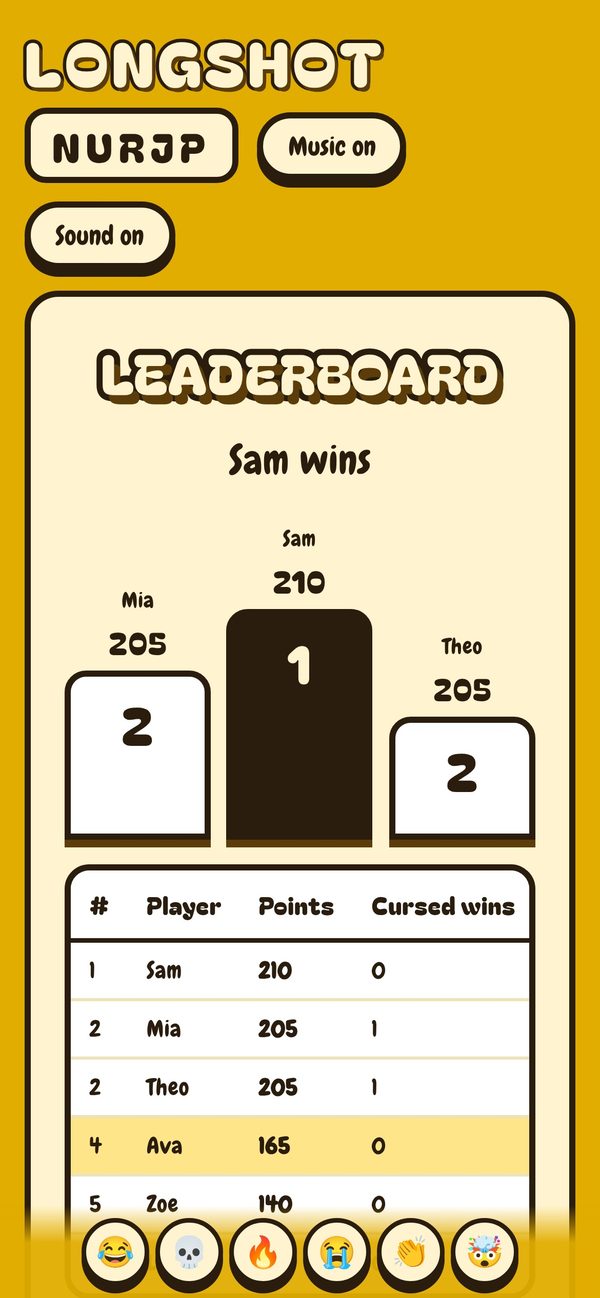 LONGSHOT
NURJP
Music on
Sound on
LEADERBOARD
Sam wins
Sam
210
Mia
205
1
Theo
205
2
2
# Player Points Cursed wins
1 Sam 210 0
2 Mia 205 1
2 Theo 205 1
4 Ava 165 0
5 Zoe 140 0